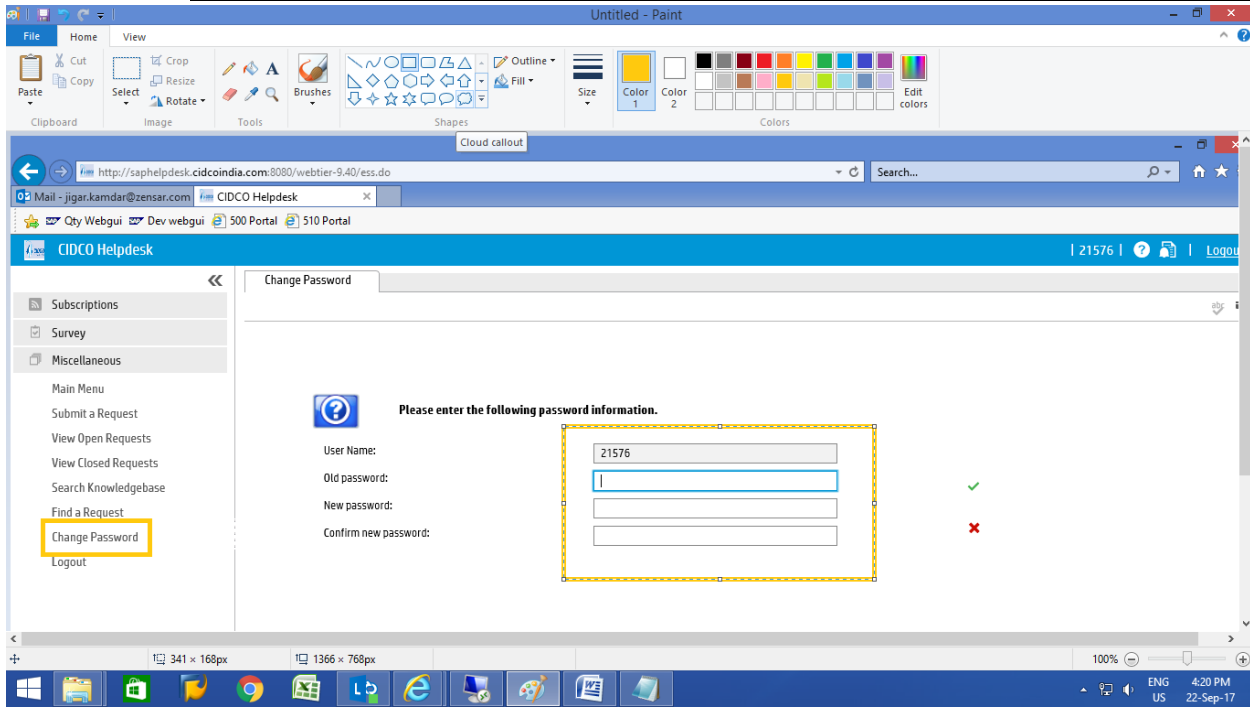 Untitled - Paint
File Home View
Cut
Copy
Paste
Clipboard
Select
Crop
Resize
Rotate
Image
A
Tools
Brushes
Outline
Fill
Shapes
Size
Color 1
Color 2
Edit colors
Colors
Cloud callout
http://saphelpdesk.cidcoindia.com:8080/webtier-9.40/ess.do
Search...
Mail - jigar.kamdar@zensar.com
CIDCO Helpdesk
Qty Webgui Dev webgui 500 Portal 510 Portal
CIDCO Helpdesk
| 21576 | ? | Logou
Change Password
Subscriptions
Survey
Miscellaneous
Main Menu
Submit a Request
View Open Requests
View Closed Requests
Search Knowledgebase
Find a Request
Change Password
Logout
abc
Please enter the following password information.
User Name: 21576
Old password:
New password:
Confirm new password:
341 × 168px
1366 × 768px
100%
ENG 4:20 PM
US 22-Sep-17